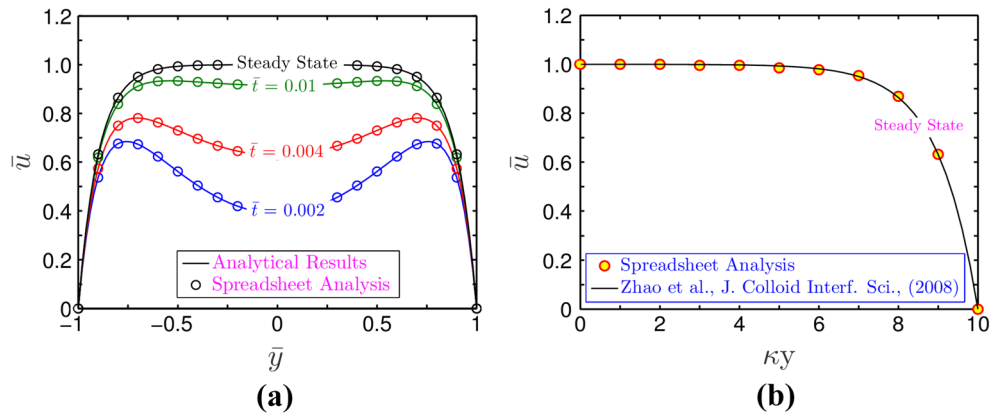 1.2
1.0
0.8
0.6
0.4
0.2
0
ū
Steady State
t̄ = 0.01
t̄ = 0.004
t̄ = 0.002
Analytical Results
Spreadsheet Analysis
−1 −0.5 0 0.5 1
ȳ
(a)
1.2
1.0
0.8
0.6
0.4
0.2
0
ū
Steady State
Spreadsheet Analysis
Zhao et al., J. Colloid Interf. Sci., (2008)
0 2 4 6 8 10
κy
(b)